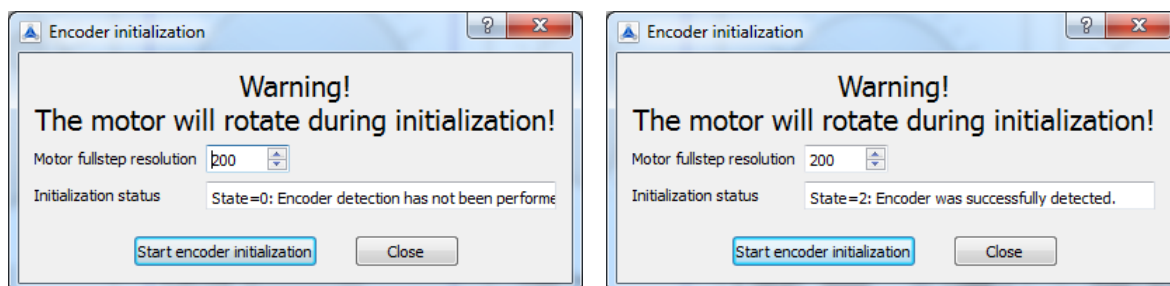 Encoder initialization
Warning!
The motor will rotate during initialization!
Motor fullstep resolution 200
Initialization status State=0: Encoder detection has not been performe
Start encoder initialization Close
Encoder initialization
Warning!
The motor will rotate during initialization!
Motor fullstep resolution 200
Initialization status State=2: Encoder was successfully detected.
Start encoder initialization Close